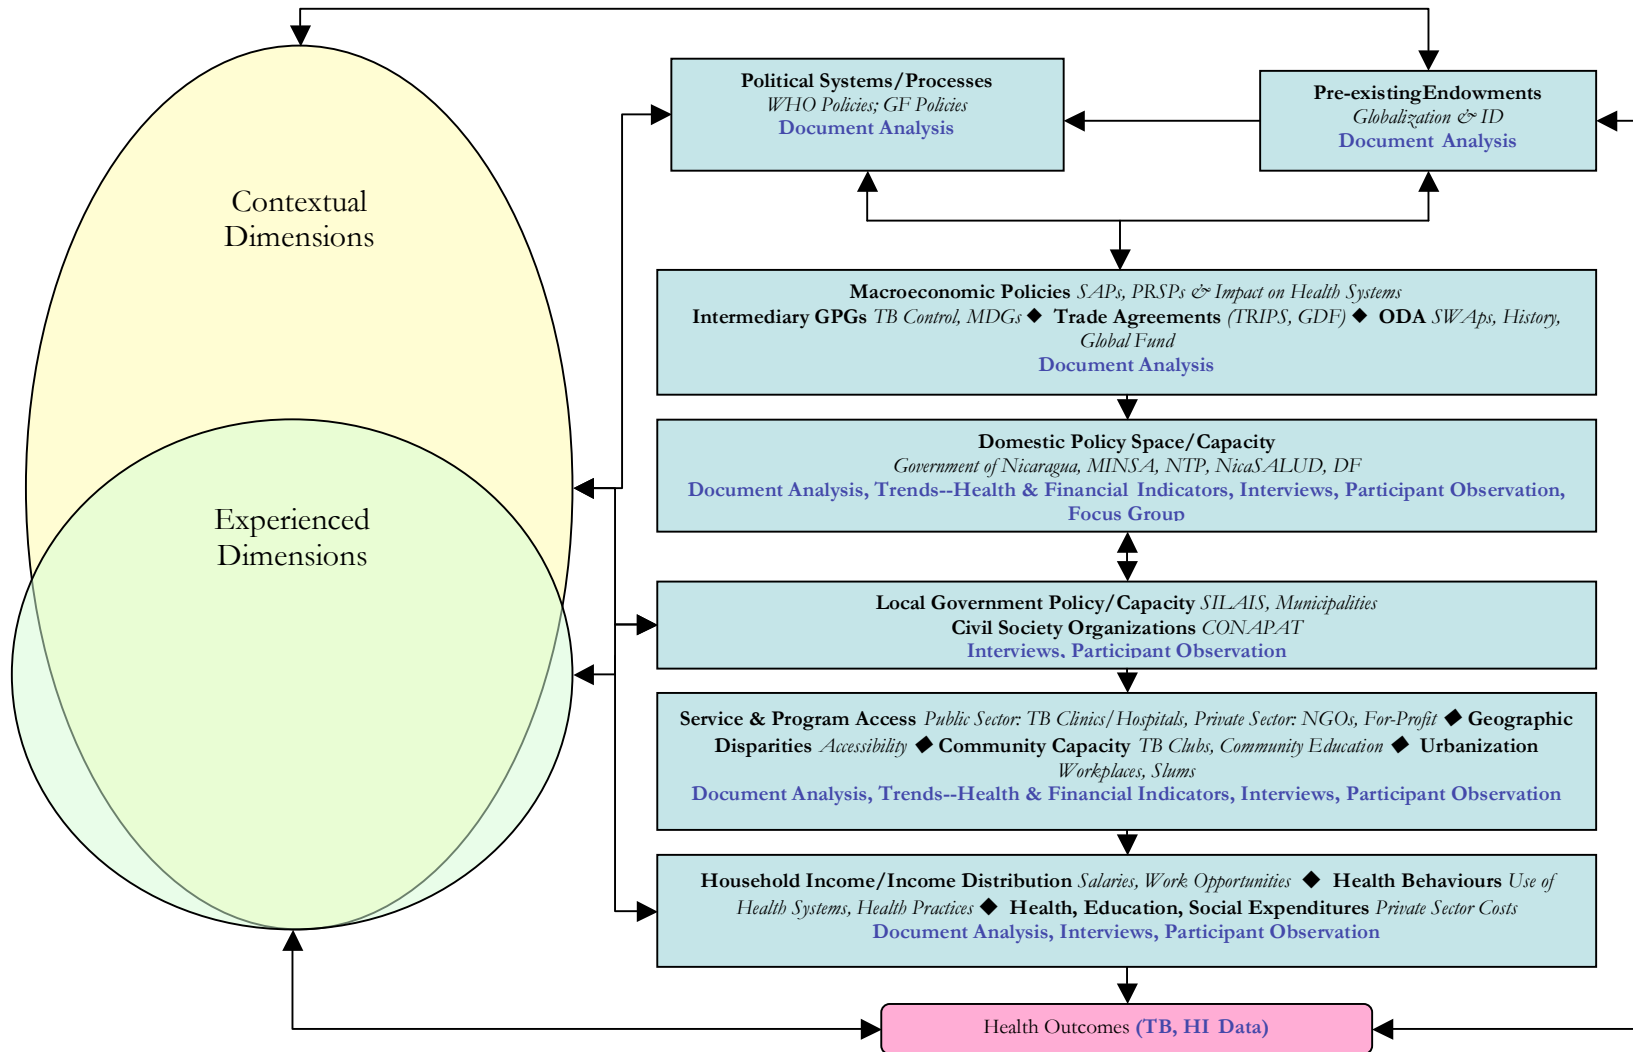 Contextual
Dimensions
Experienced
Dimensions
Political Systems/Processes
WHO Policies; GF Policies
Document Analysis
Pre-existingEndowments
Globalization & ID
Document Analysis
Macroeconomic Policies SAPs, PRSPs & Impact on Health Systems
Intermediary GPGs TB Control, MDGs ◆ Trade Agreements (TRIPS, GDF) ◆ ODA SWAps, History,
Global Fund
Document Analysis
Domestic Policy Space/Capacity
Government of Nicaragua, MINSA, NTP, NicaSALUD, DF
Document Analysis, Trends--Health & Financial Indicators, Interviews, Participant Observation,
Focus Group
Local Government Policy/Capacity SILAIS, Municipalities
Civil Society Organizations CONAPAT
Interviews, Participant Observation
Service & Program Access Public Sector: TB Clinics/Hospitals, Private Sector: NGOs, For-Profit ◆ Geographic
Disparities Accessibility ◆ Community Capacity TB Clubs, Community Education ◆ Urbanization
Workplaces, Slums
Document Analysis, Trends--Health & Financial Indicators, Interviews, Participant Observation
Household Income/Income Distribution Salaries, Work Opportunities ◆ Health Behaviours Use of
Health Systems, Health Practices ◆ Health, Education, Social Expenditures Private Sector Costs
Document Analysis, Interviews, Participant Observation
Health Outcomes (TB, HI Data)